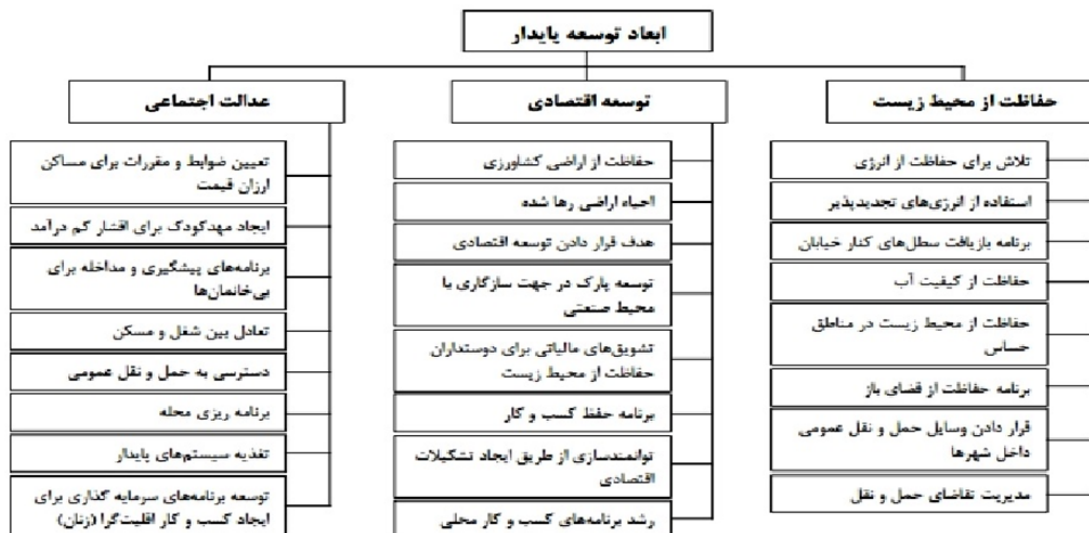 ابعاد توسعه پایدار
حفاظت از محیط زیست
تلاش برای حفاظت از انرژی
استفاده از انرژی‌های تجدیدپذیر
برنامه بازیافت سطل‌های کنار خیابان
حفاظت از کیفیت آب
حفاظت از محیط زیست در مناطق
حساس
برنامه حفاظت از فضای باز
قرار دادن وسایل حمل و نقل عمومی
داخل شهرها
مدیریت تقاضای حمل و نقل
توسعه اقتصادی
حفاظت از اراضی کشاورزی
احیاء اراضی رها شده
هدف قرار دادن توسعه اقتصادی
توسعه پارک در جهت سازگاری با
محیط صنعتی
تشویق‌های مالیاتی برای دوستداران
حفاظت از محیط زیست
برنامه حفظ کسب و کار
توانمندسازی از طریق ایجاد تشکیلات
اقتصادی
رشد برنامه‌های کسب و کار محلی
عدالت اجتماعی
تعیین ضوابط و مقررات برای مساکن
ارزان قیمت
ایجاد مهدکودک برای اقشار کم درآمد
برنامه‌های پیشگیری و مداخله برای
بی‌خانمان‌ها
تعادل بین شغل و مسکن
دسترسی به حمل و نقل عمومی
برنامه ریزی محله
تغذیه سیستم‌های پایدار
توسعه برنامه‌های سرمایه گذاری برای
ایجاد کسب و کار اقلیت‌گرا (زنان)